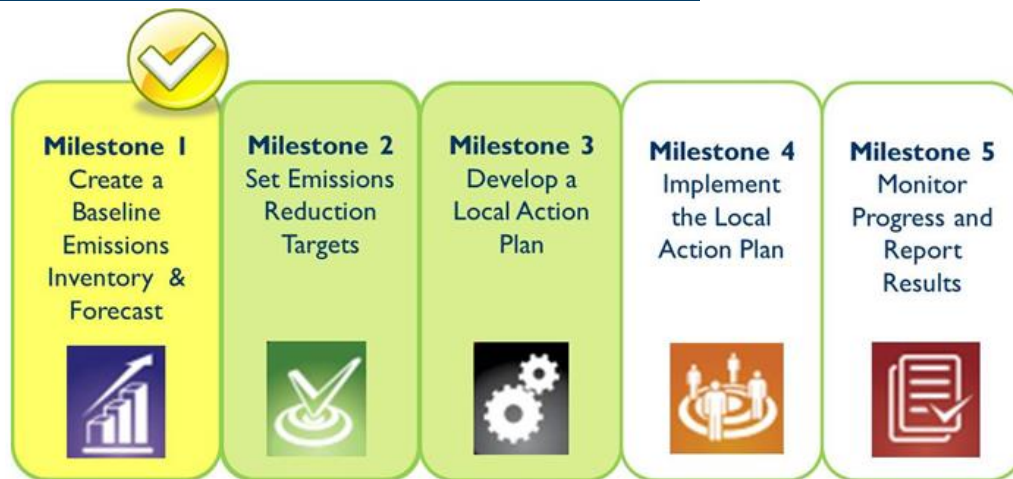 Milestone 1
Create a
Baseline
Emissions
Inventory &
Forecast
Milestone 2
Set Emissions
Reduction
Targets
Milestone 3
Develop a
Local Action
Plan
Milestone 4
Implement
the Local
Action Plan
Milestone 5
Monitor
Progress and
Report
Results